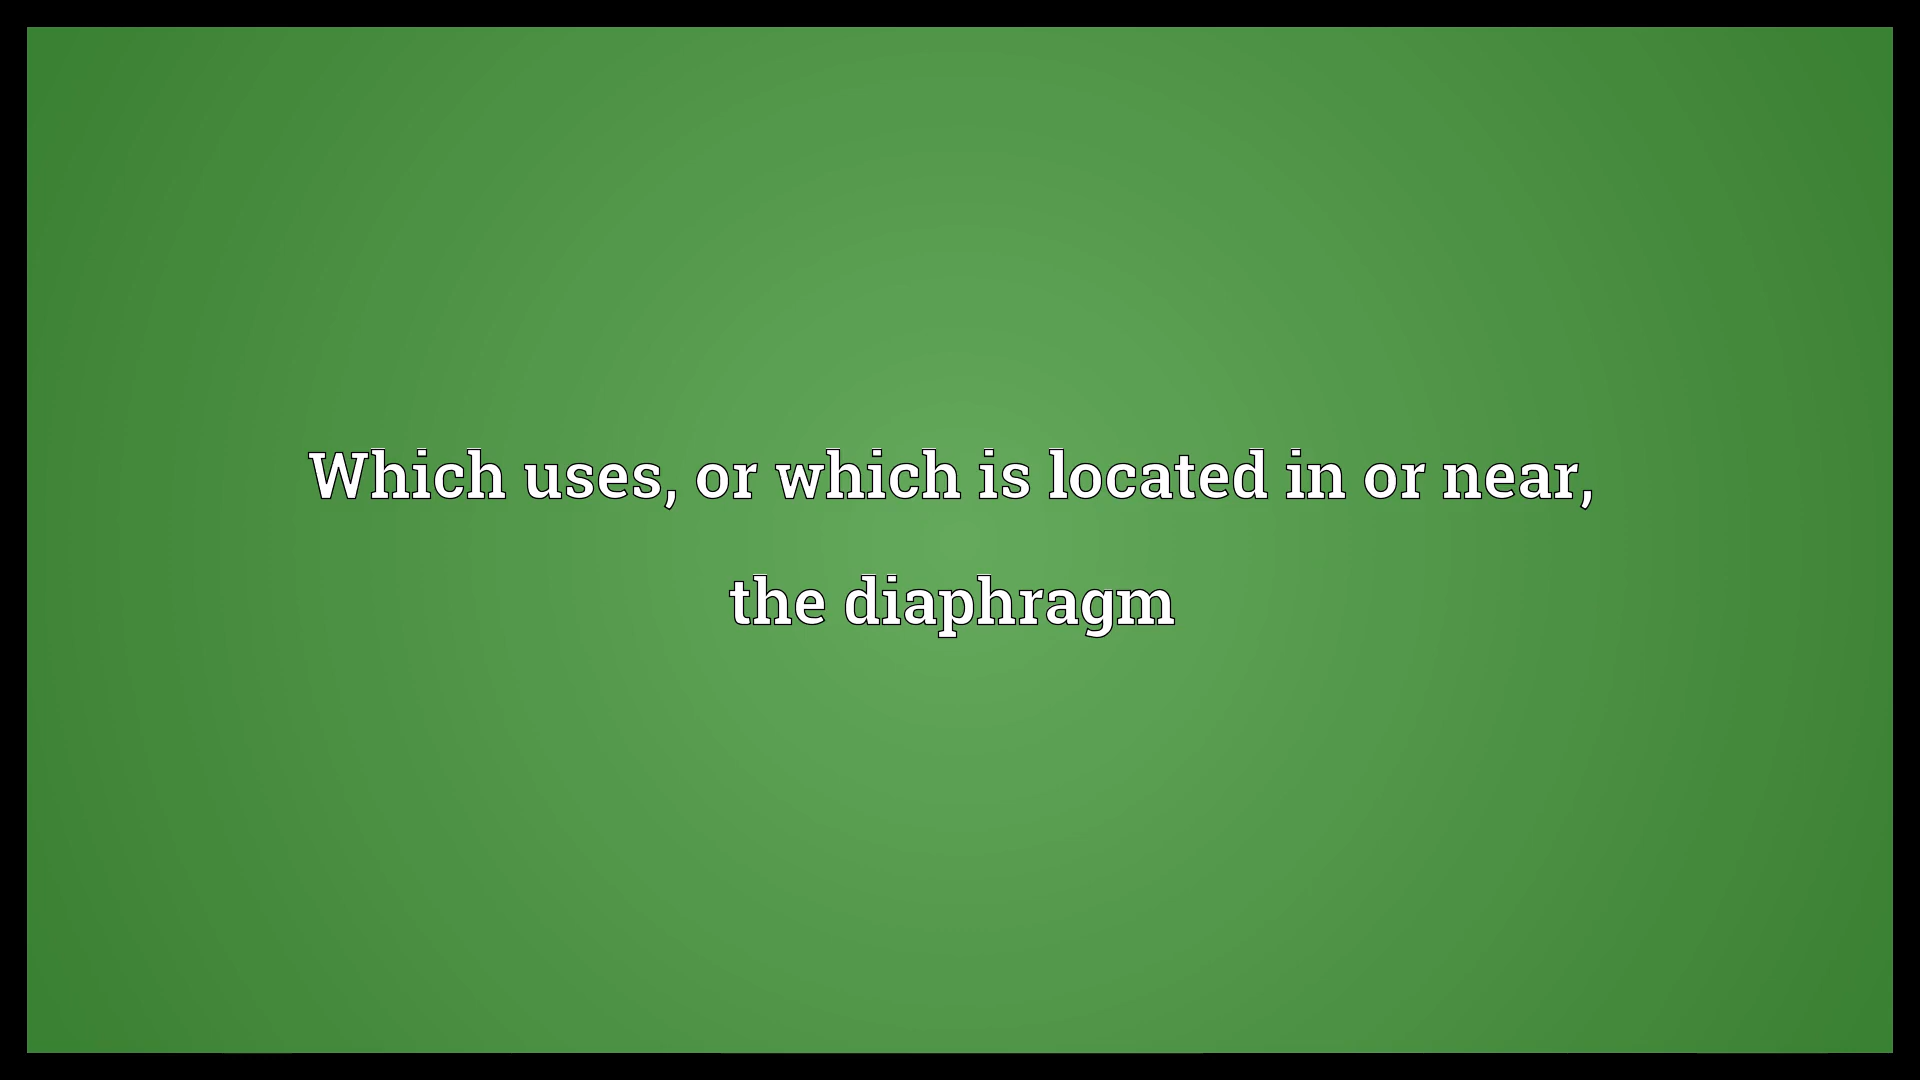 Which uses, or which is located in or near,
the diaphragm